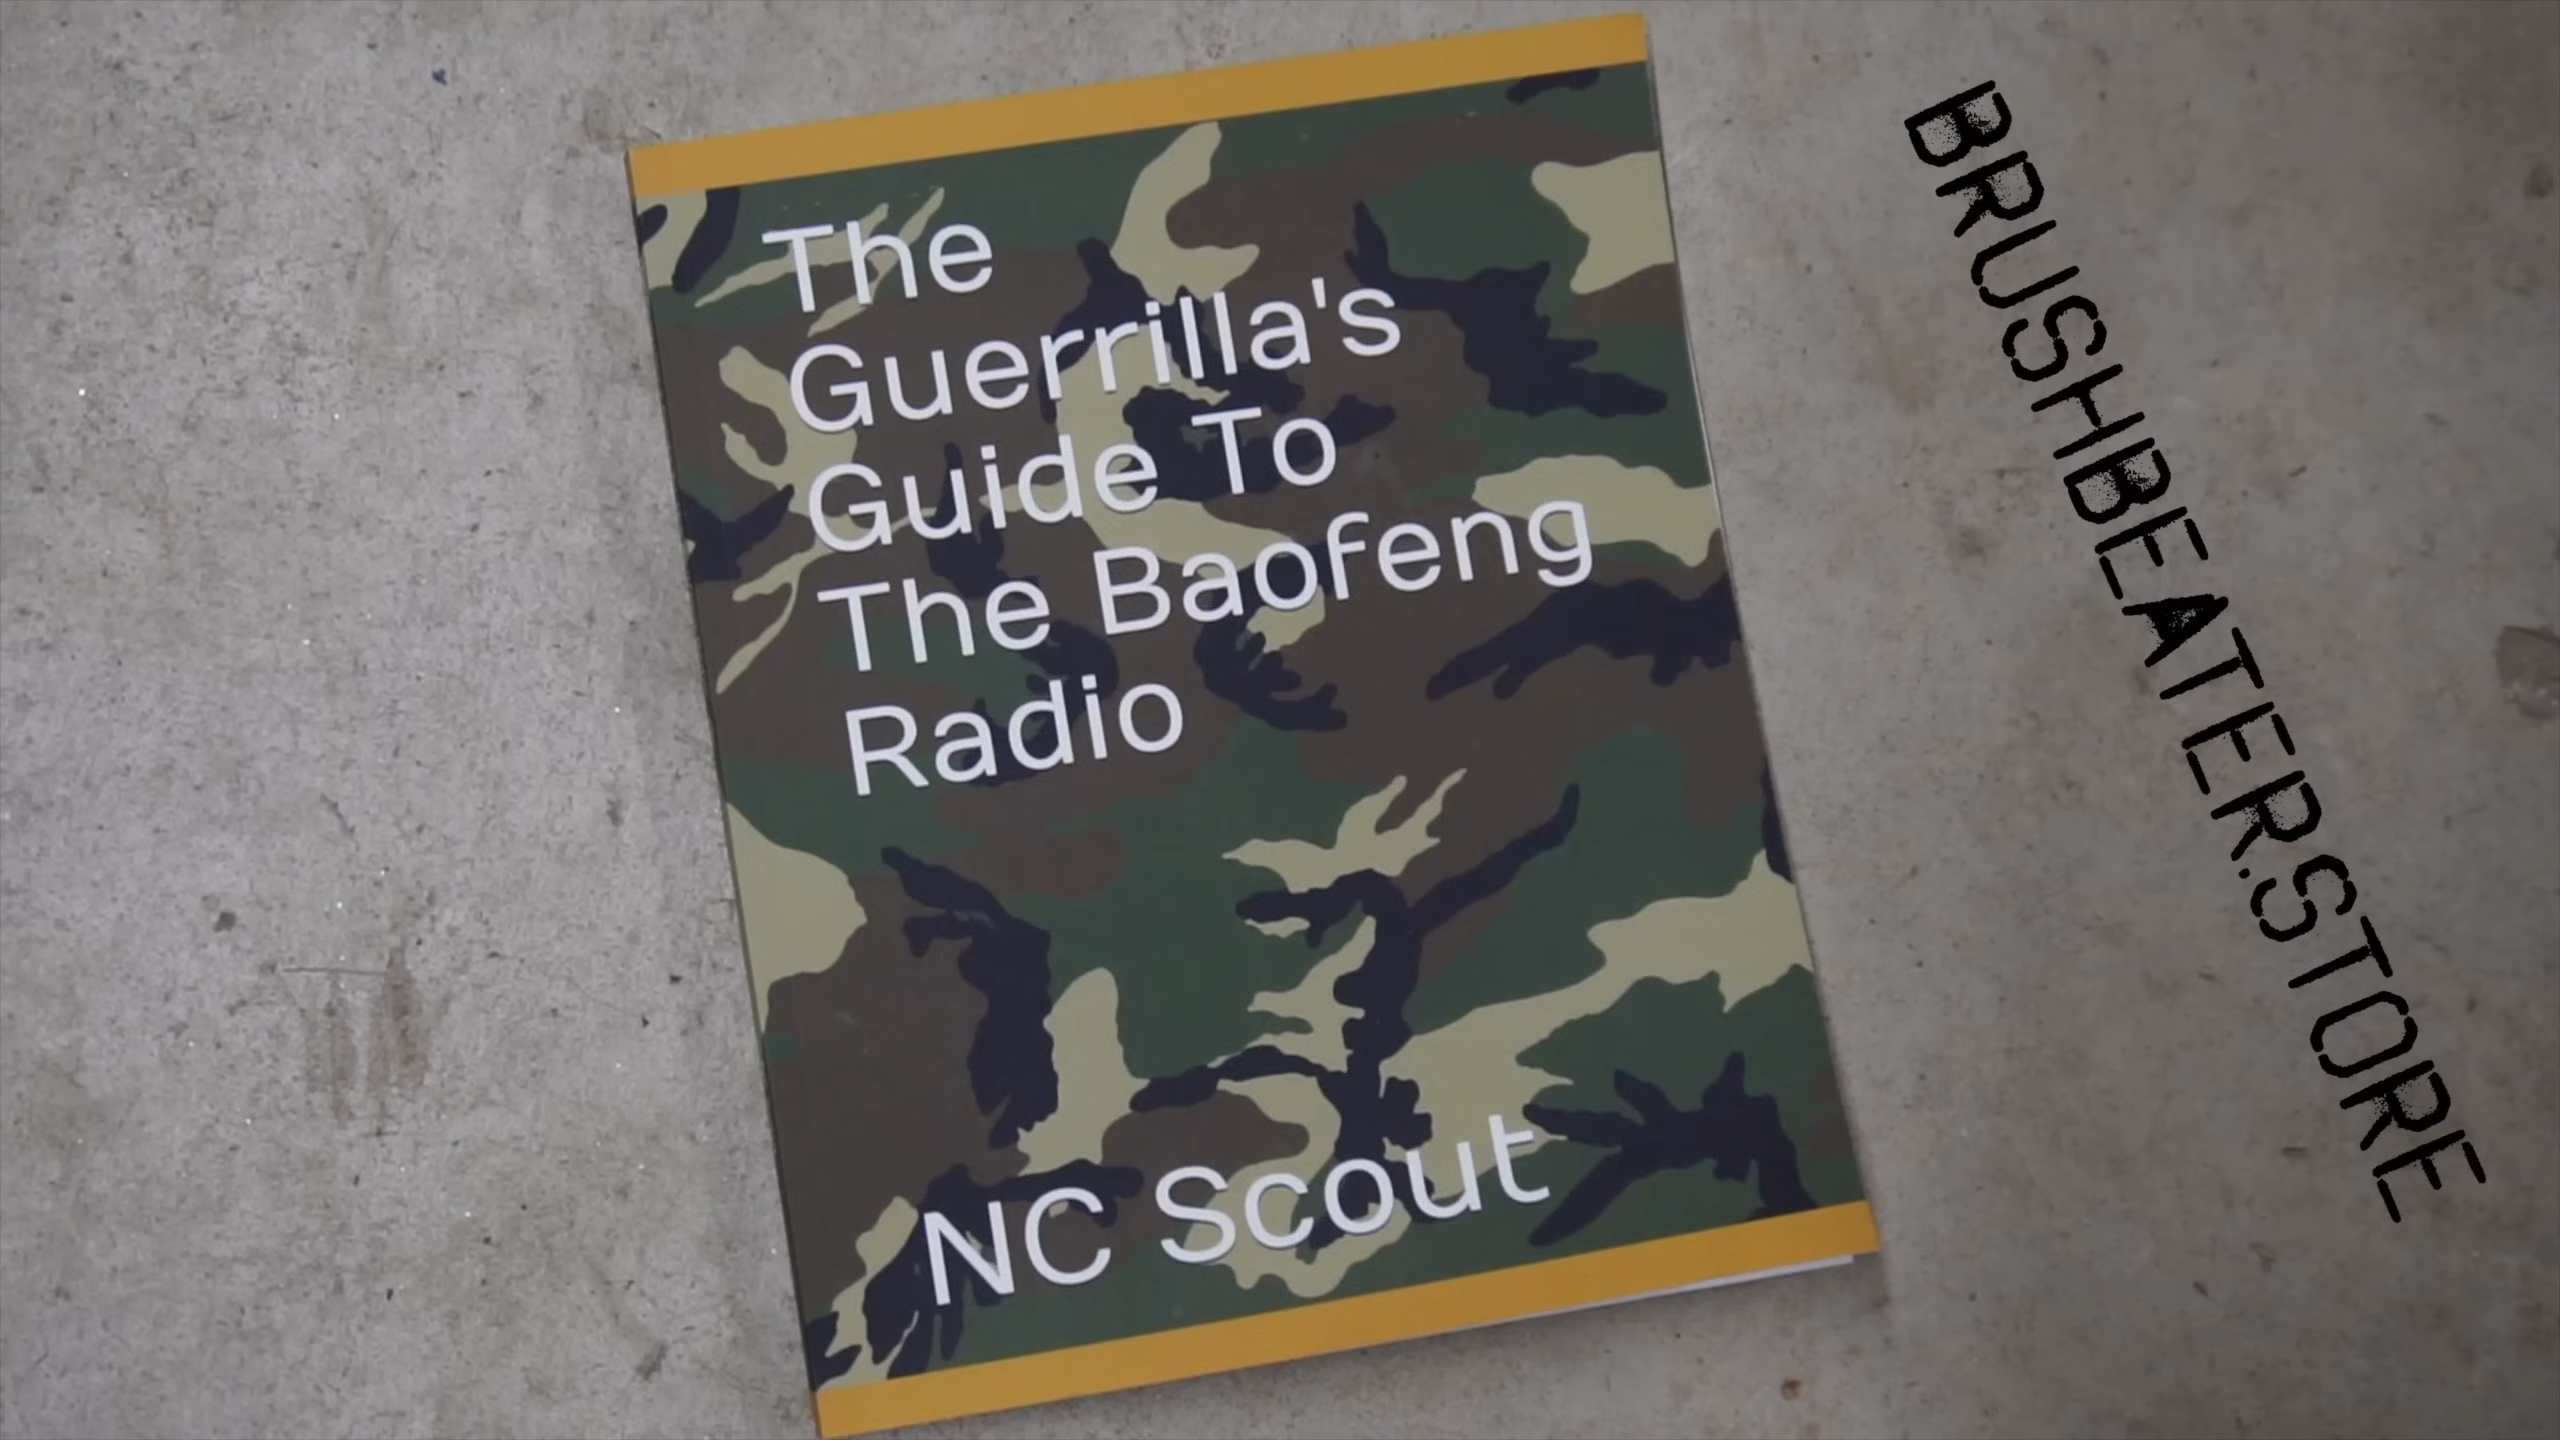 The
Guerrilla's
Guide To
The Baofeng
Radio
NC Scout
BRUSHBEATER.STORE